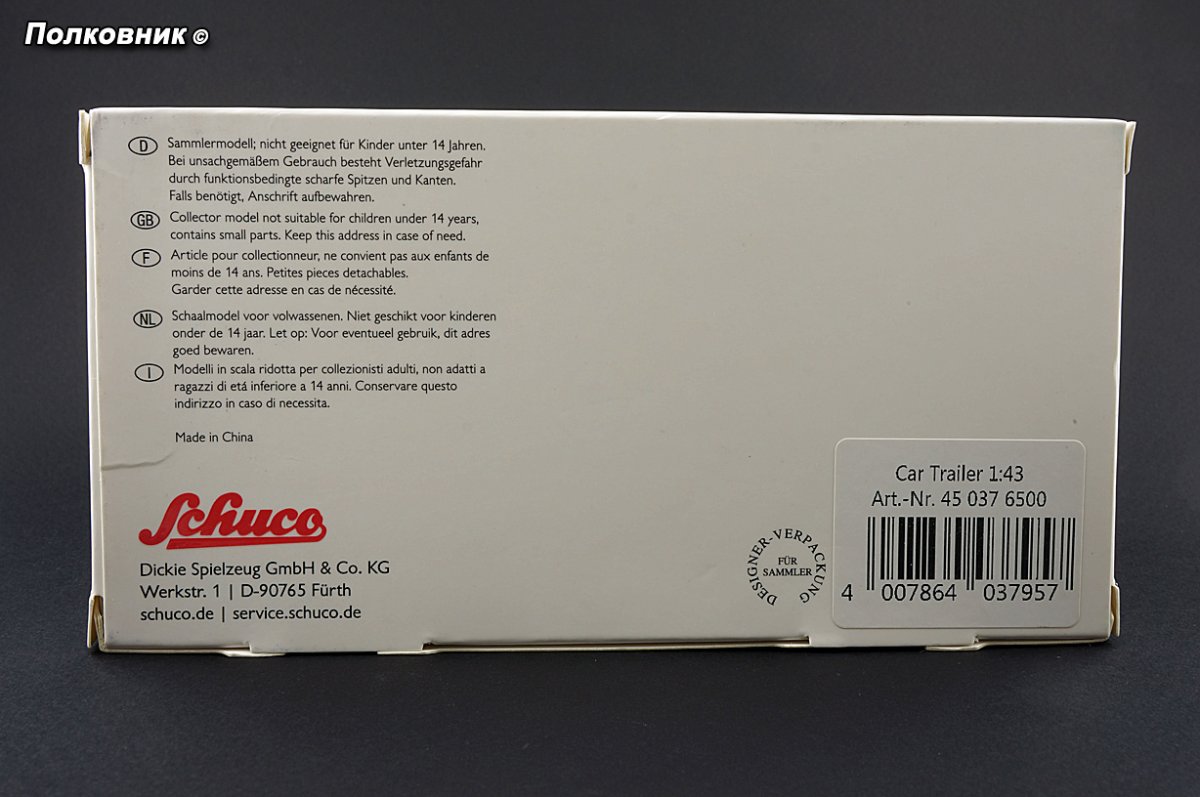 Полковник ©
D Sammlermodell; nicht geeignet für Kinder unter 14 Jahren.
Bei unsachgemäßem Gebrauch besteht Verletzungsgefahr
durch funktionsbedingte scharfe Spitzen und Kanten.
Falls benötigt, Anschrift aufbewahren.
GB Collector model not suitable for children under 14 years,
contains small parts. Keep this address in case of need.
F Article pour collectionneur, ne convient pas aux enfants de
moins de 14 ans. Petites pieces detachables.
Garder cette adresse en cas de nécessité.
NL Schaalmodel voor volwassenen. Niet geschikt voor kinderen
onder de 14 jaar. Let op: Voor eventueel gebruik, dit adres
goed bewaren.
I Modelli in scala ridotta per collezionisti adulti, non adatti a
ragazzi di etá inferiore a 14 anni. Conservare questo
indirizzo in caso di necessita.
Made in China
Schuco
Dickie Spielzeug GmbH & Co. KG
Werkstr. 1 | D-90765 Fürth
schuco.de | service.schuco.de
DESIGNER-VERPACKUNG
FÜR
SAMMLER
Car Trailer 1:43
Art.-Nr. 45 037 6500
4 007864 037957